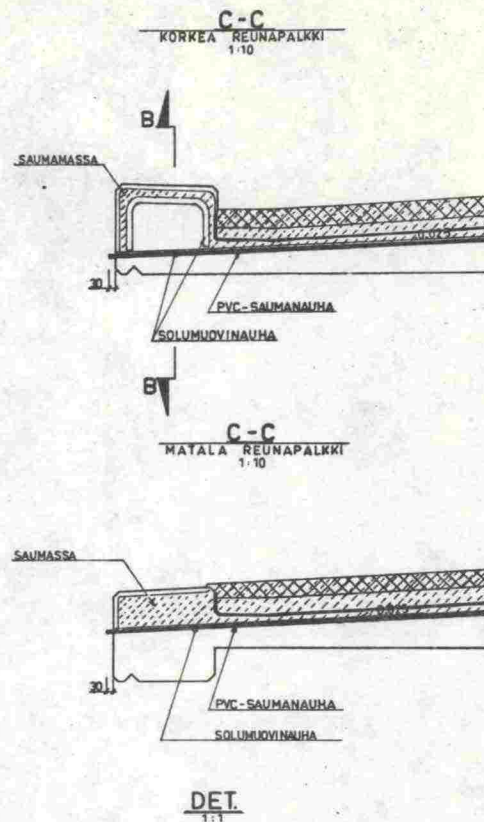 C-C
KORKEA REUNAPALKKI
1:10
B
SAUMAMASSA
30
PVC-SAUMANAUHA
SOLUMUOVINAUHA
B
C-C
MATALA REUNAPALKKI
1:10
SAUMASSA
30
PVC-SAUMANAUHA
SOLUMUOVINAUHA
DET.
1:1